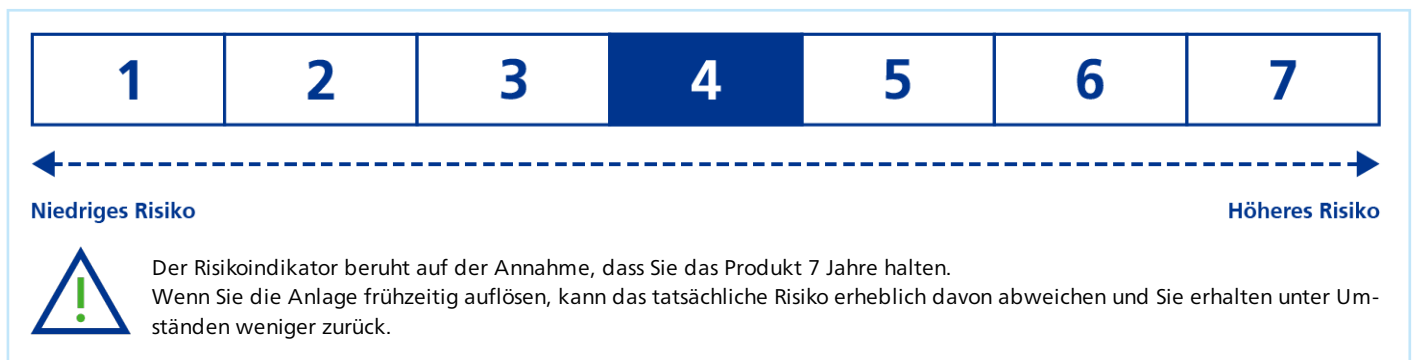 1 2 3 4 5 6 7
Niedriges Risiko Höheres Risiko
Der Risikoindikator beruht auf der Annahme, dass Sie das Produkt 7 Jahre halten.
Wenn Sie die Anlage frühzeitig auflösen, kann das tatsächliche Risiko erheblich davon abweichen und Sie erhalten unter Um-
ständen weniger zurück.